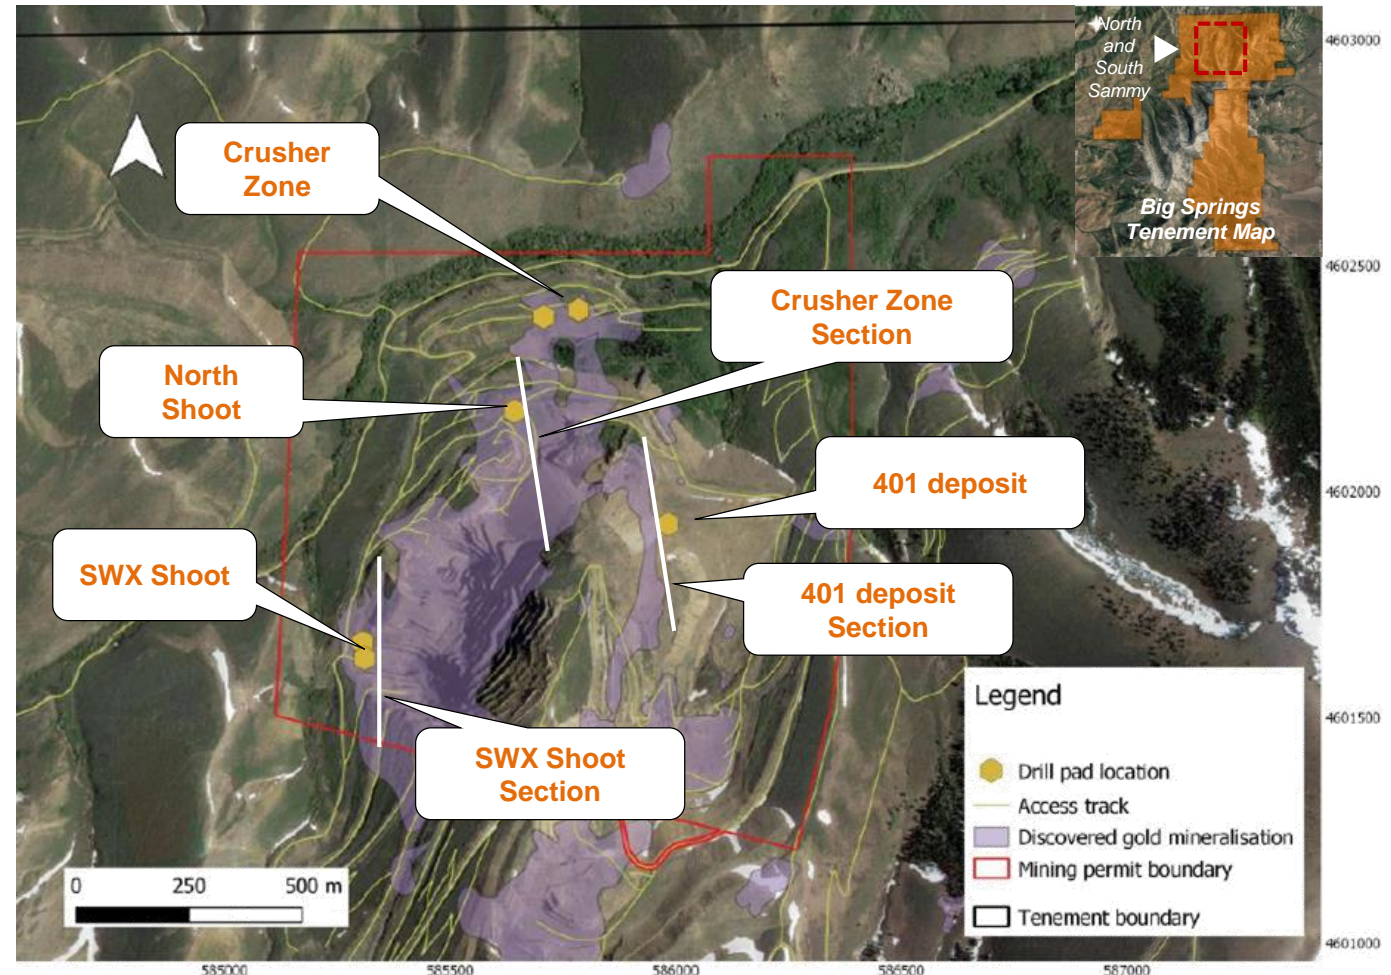 North
and
South
Sammy
Big Springs
Tenement Map
4603000
Crusher
Zone
4602500
Crusher Zone
Section
North
Shoot
4602000
401 deposit
SWX Shoot
401 deposit
Section
Legend
4601500
SWX Shoot
Section
Drill pad location
Access track
Discovered gold mineralisation
Mining permit boundary
Tenement boundary
0 250 500 m
4601000
585000 585500 586000 586500 587000